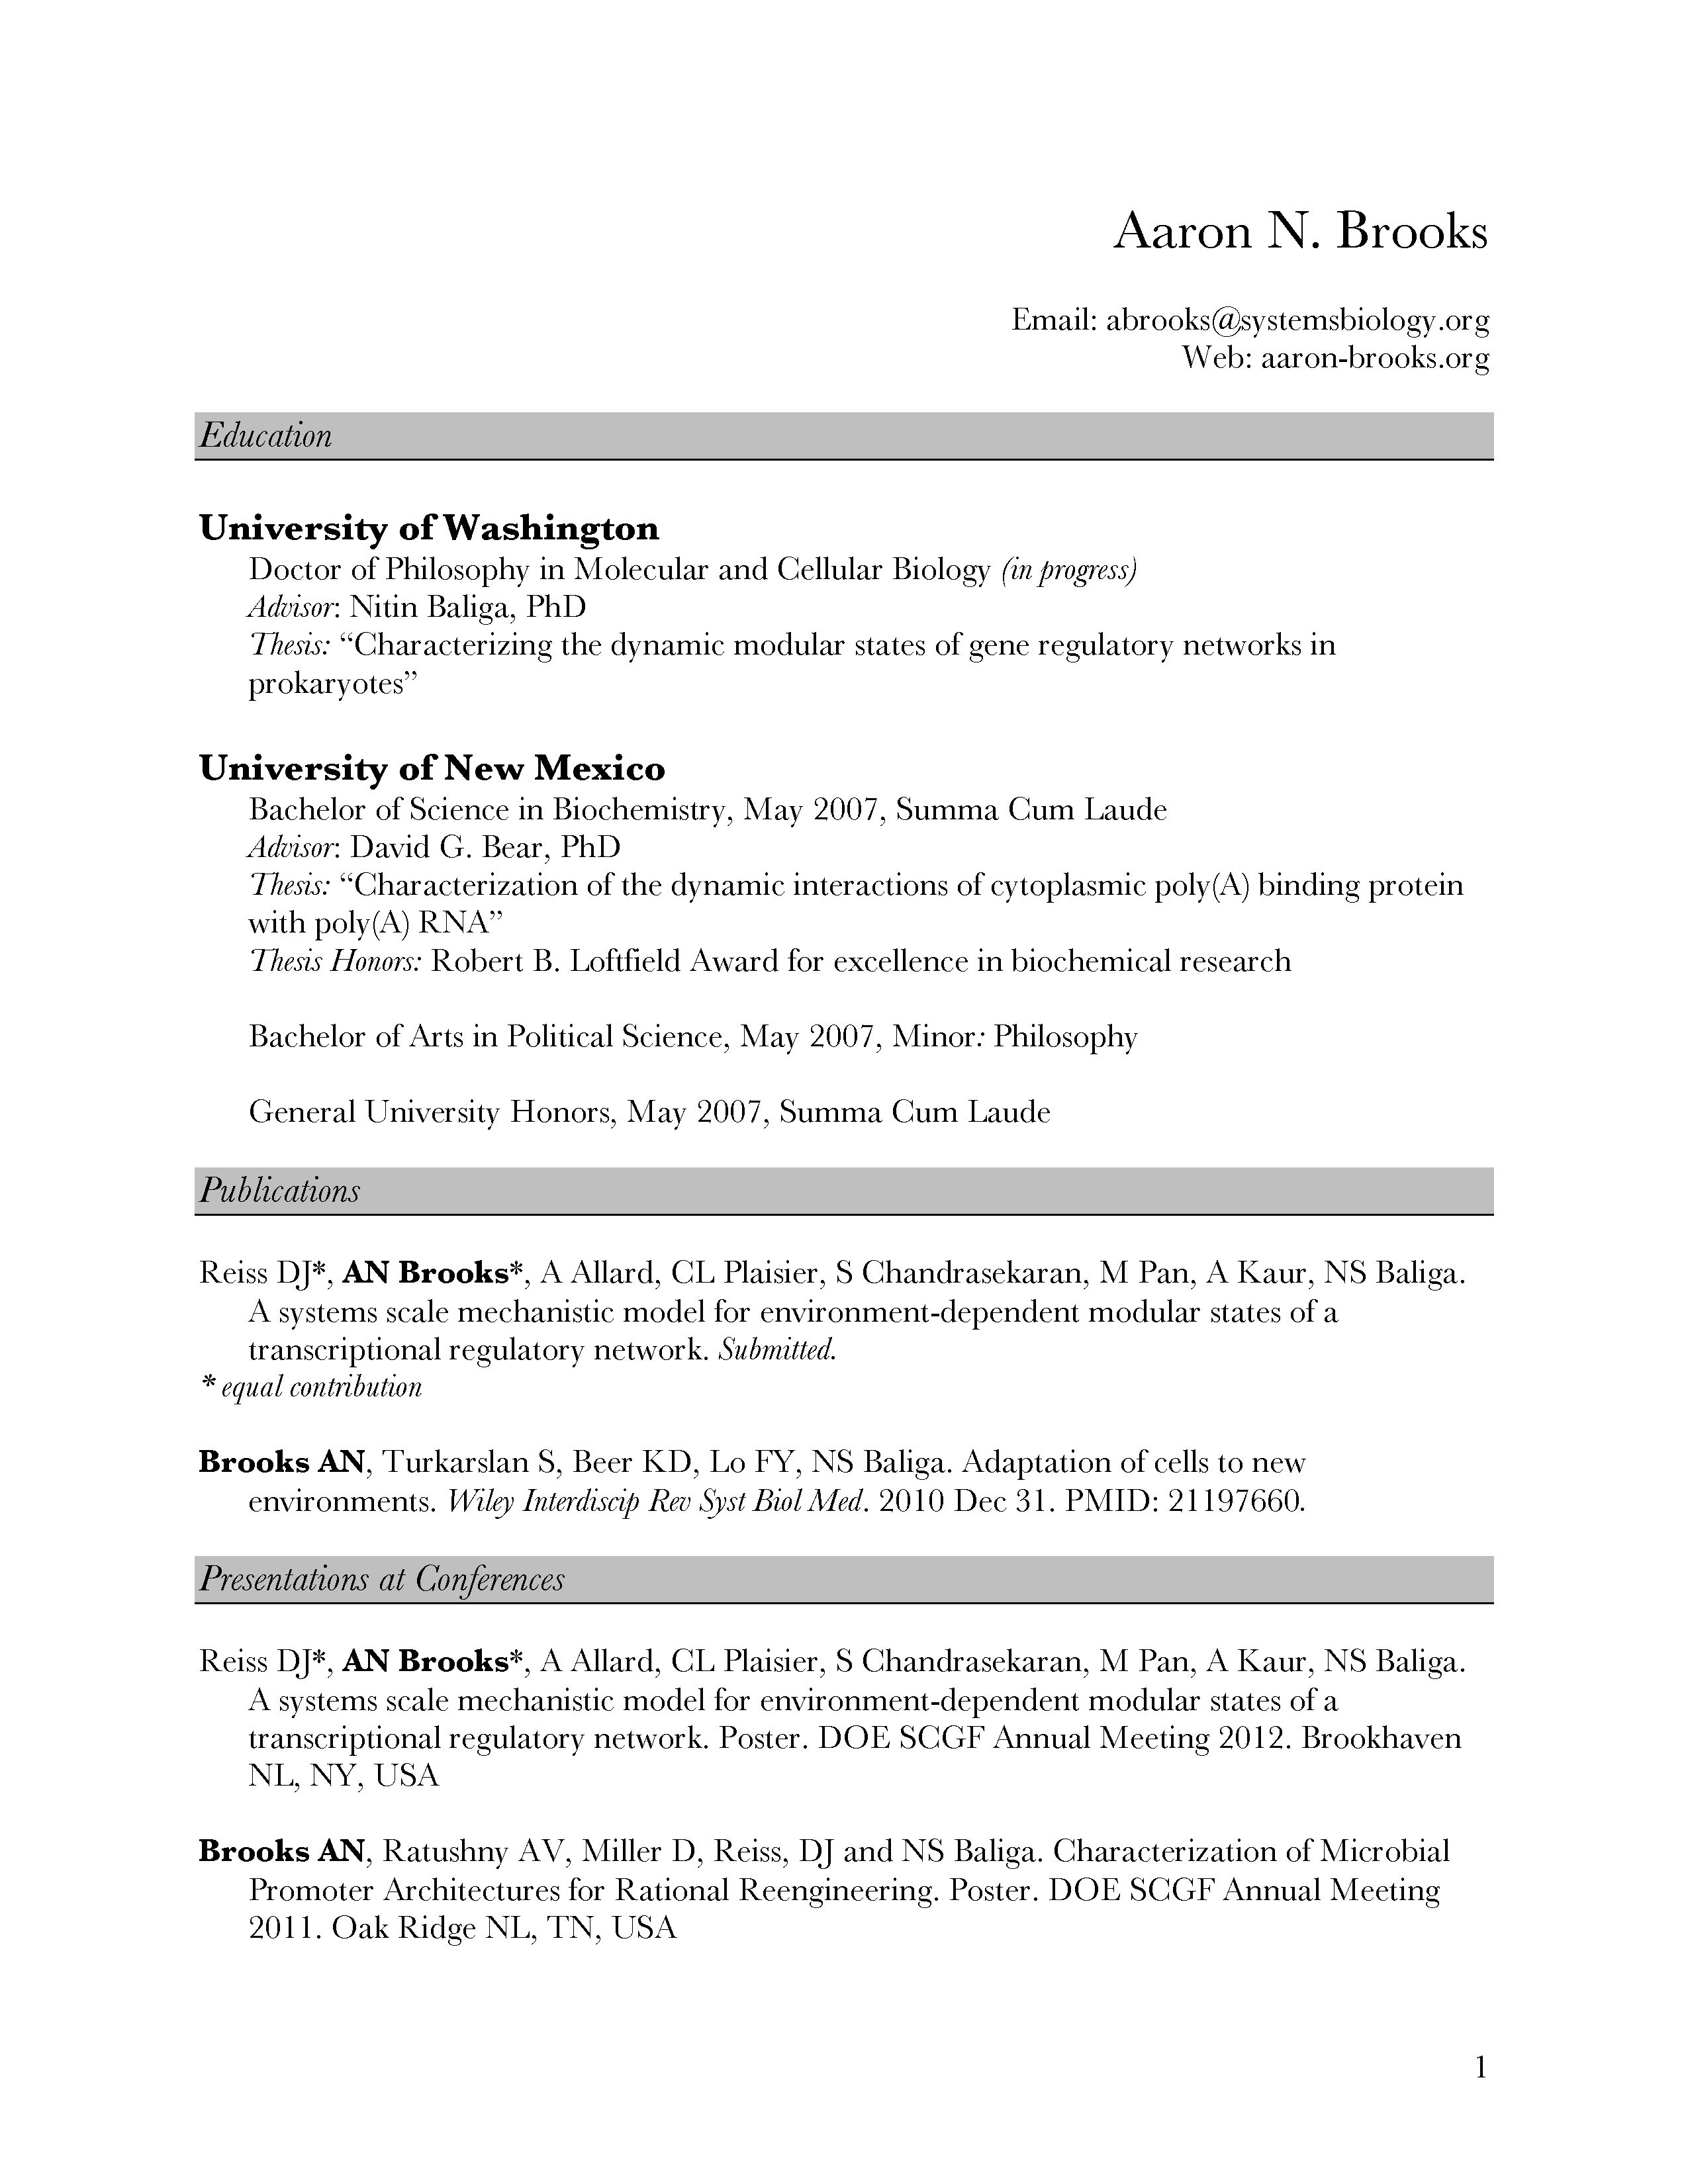 Aaron N. Brooks
Email: abrooks@systemsbiology.org
Web: aaron-brooks.org
Education
University of Washington
Doctor of Philosophy in Molecular and Cellular Biology (in progress)
Advisor: Nitin Baliga, PhD
Thesis: “Characterizing the dynamic modular states of gene regulatory networks in
prokaryotes”
University of New Mexico
Bachelor of Science in Biochemistry, May 2007, Summa Cum Laude
Advisor: David G. Bear, PhD
Thesis: “Characterization of the dynamic interactions of cytoplasmic poly(A) binding protein
with poly(A) RNA”
Thesis Honors: Robert B. Loftfield Award for excellence in biochemical research
Bachelor of Arts in Political Science, May 2007, Minor: Philosophy
General University Honors, May 2007, Summa Cum Laude
Publications
Reiss DJ*, AN Brooks*, A Allard, CL Plaisier, S Chandrasekaran, M Pan, A Kaur, NS Baliga.
A systems scale mechanistic model for environment-dependent modular states of a
transcriptional regulatory network. Submitted.
* equal contribution
Brooks AN, Turkarslan S, Beer KD, Lo FY, NS Baliga. Adaptation of cells to new
environments. Wiley Interdiscip Rev Syst Biol Med. 2010 Dec 31. PMID: 21197660.
Presentations at Conferences
Reiss DJ*, AN Brooks*, A Allard, CL Plaisier, S Chandrasekaran, M Pan, A Kaur, NS Baliga.
A systems scale mechanistic model for environment-dependent modular states of a
transcriptional regulatory network. Poster. DOE SCGF Annual Meeting 2012. Brookhaven
NL, NY, USA
Brooks AN, Ratushny AV, Miller D, Reiss, DJ and NS Baliga. Characterization of Microbial
Promoter Architectures for Rational Reengineering. Poster. DOE SCGF Annual Meeting
2011. Oak Ridge NL, TN, USA
1